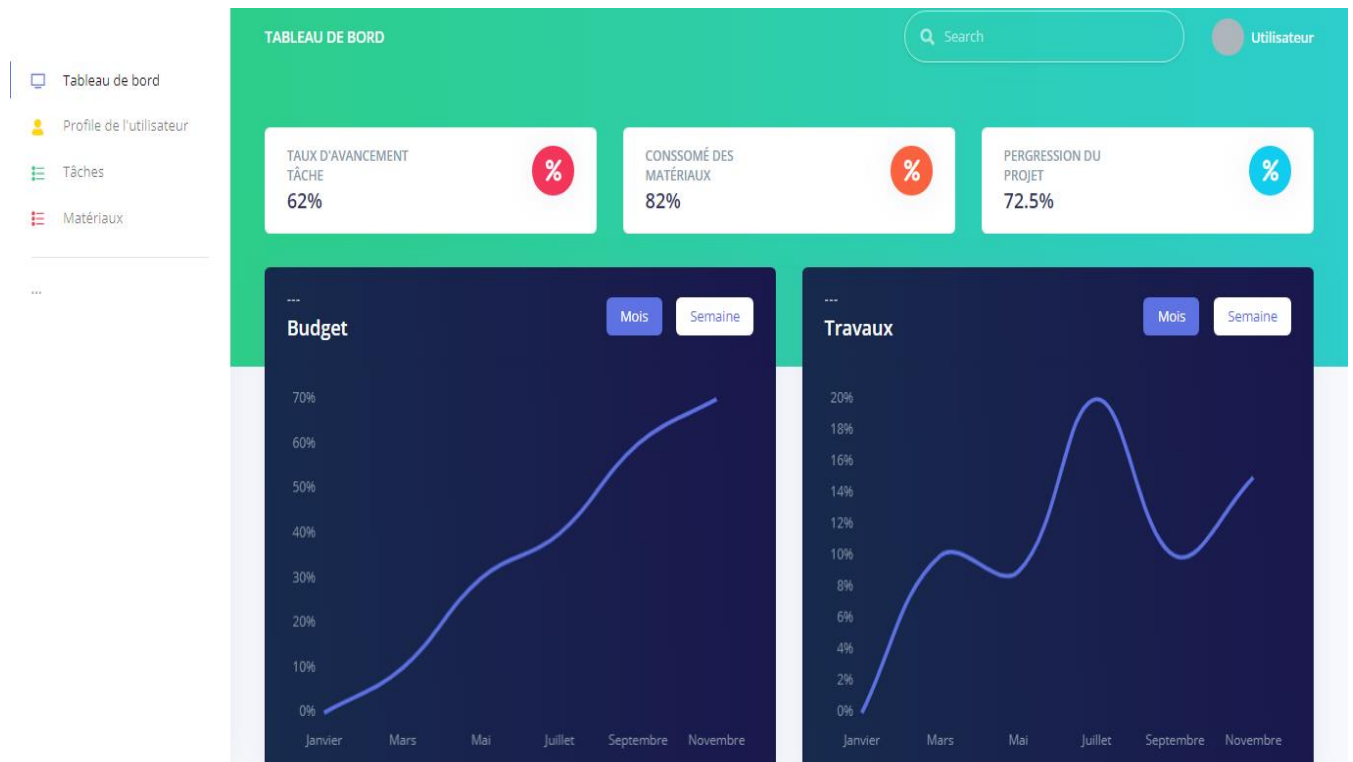 TABLEAU DE BORD
Search
Utilisateur
Tableau de bord
Profile de l'utilisateur
Tâches
Matériaux
...
TAUX D'AVANCEMENT
TÂCHE
62%
%
CONSSOMÉ DES
MATÉRIAUX
82%
%
PERGRESSION DU
PROJET
72.5%
%
---
Budget
Mois
Semaine
70%
60%
50%
40%
30%
20%
10%
0%
Janvier Mars Mai Juillet Septembre Novembre
---
Travaux
Mois
Semaine
20%
18%
16%
14%
12%
10%
8%
6%
4%
2%
0%
Janvier Mars Mai Juillet Septembre Novembre